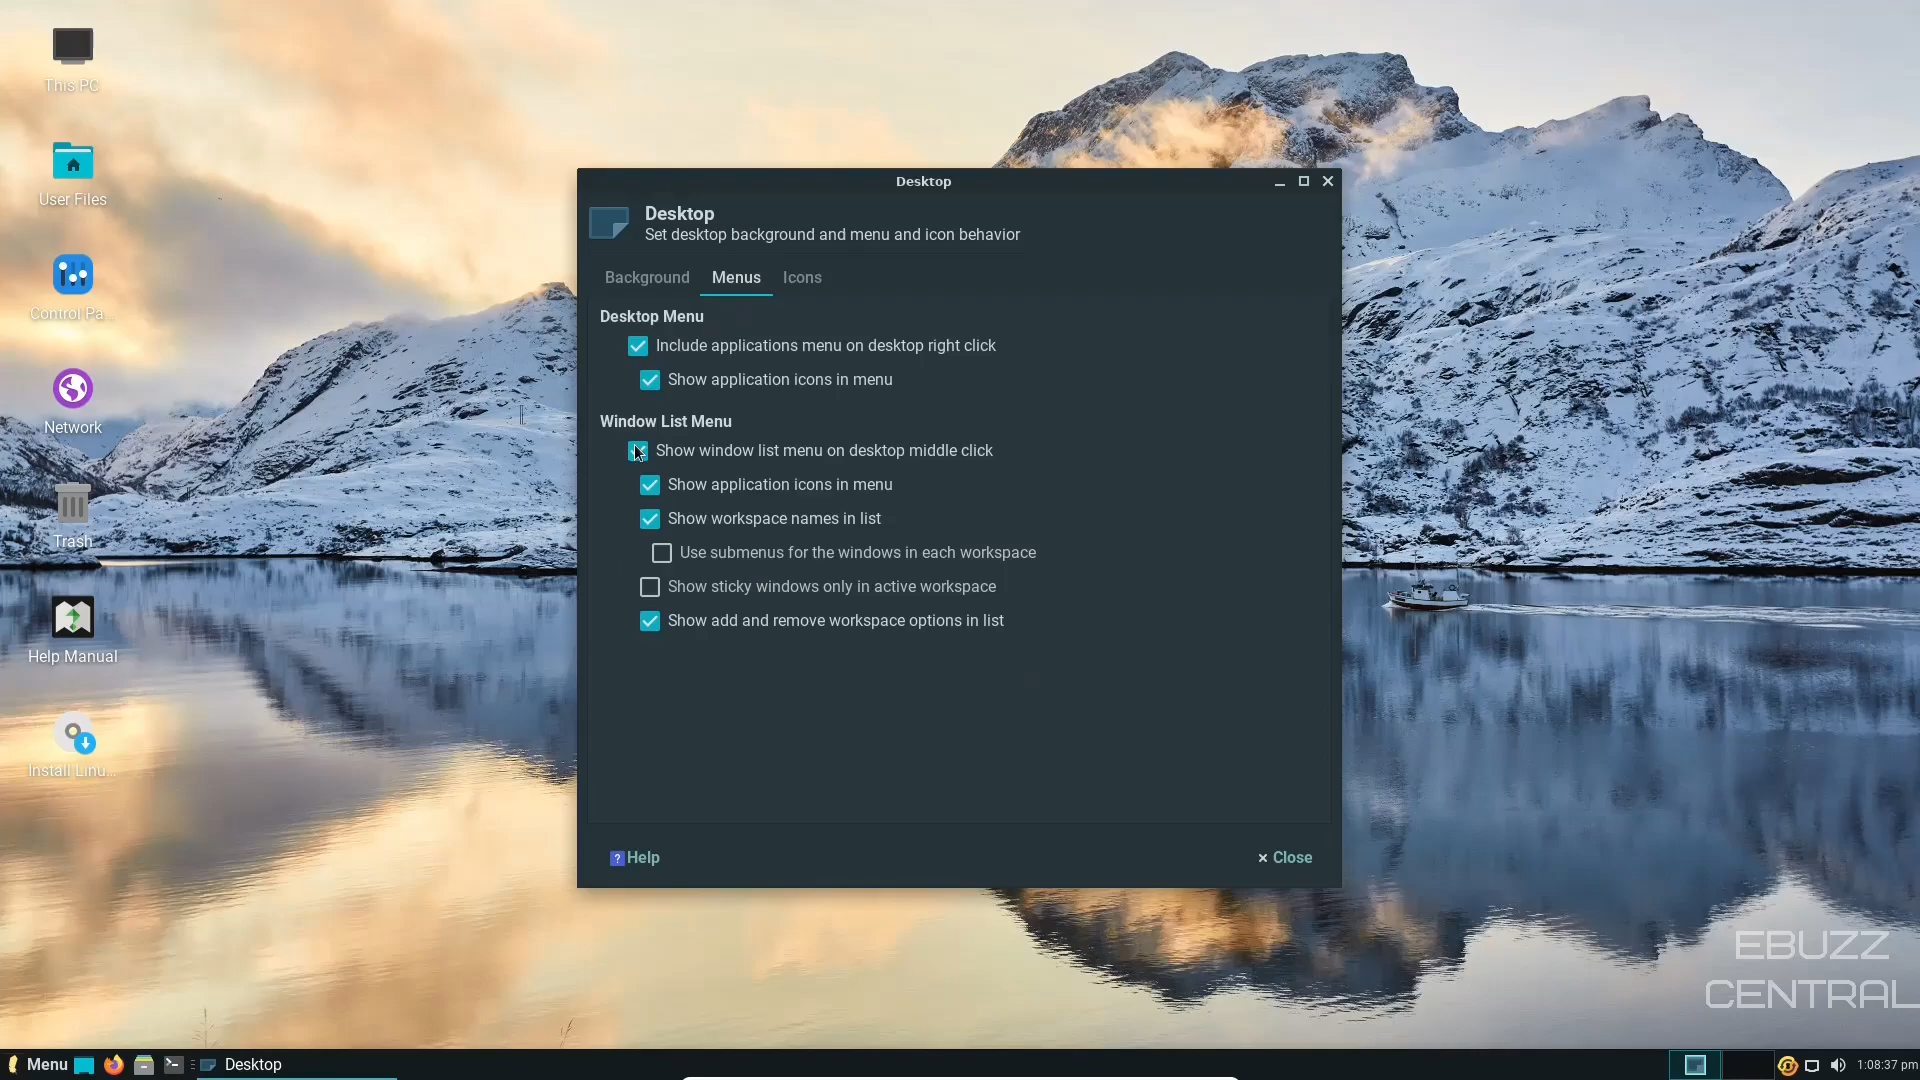 This PC
User Files
Control Pa...
Network
Trash
Help Manual
Install Linu...
Desktop
Desktop
Set desktop background and menu and icon behavior
Background Menus Icons
Desktop Menu
Include applications menu on desktop right click
Show application icons in menu
Window List Menu
Show window list menu on desktop middle click
Show application icons in menu
Show workspace names in list
Use submenus for the windows in each workspace
Show sticky windows only in active workspace
Show add and remove workspace options in list
? Help
Close
EBUZZ
CENTRAL
Menu
Desktop
1:08:37 pm